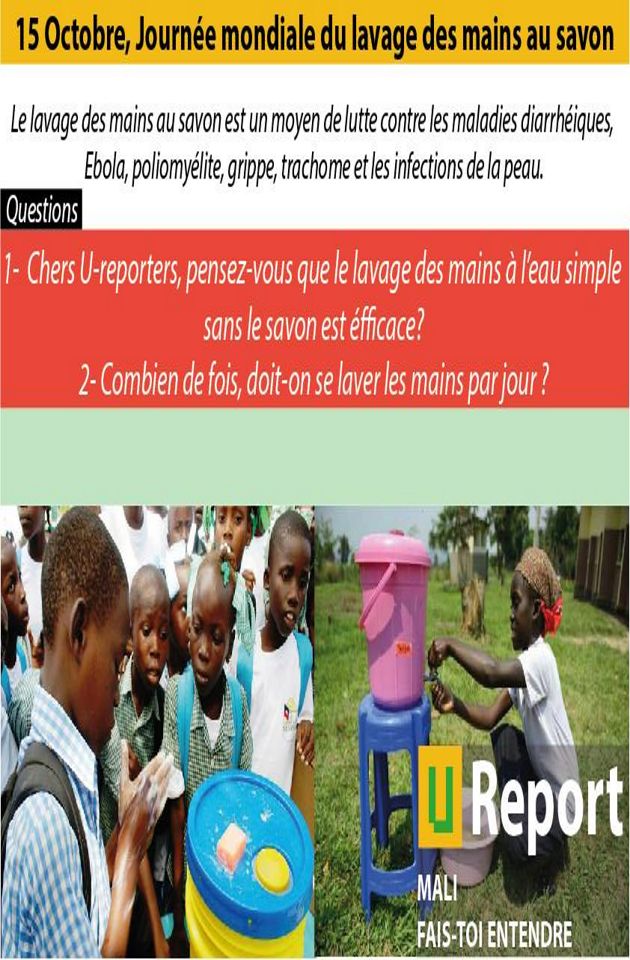 15 Octobre, Journée mondiale du lavage des mains au savon
Le lavage des mains au savon est un moyen de lutte contre les maladies diarrhéiques,
Ebola, poliomyélite, grippe, trachome et les infections de la peau.
Questions
1- Chers U-reporters, pensez-vous que le lavage des mains à l'eau simple
sans le savon est éfficace?
2- Combien de fois, doit-on se laver les mains par jour ?
U Report
MALI
FAIS-TOI ENTENDRE